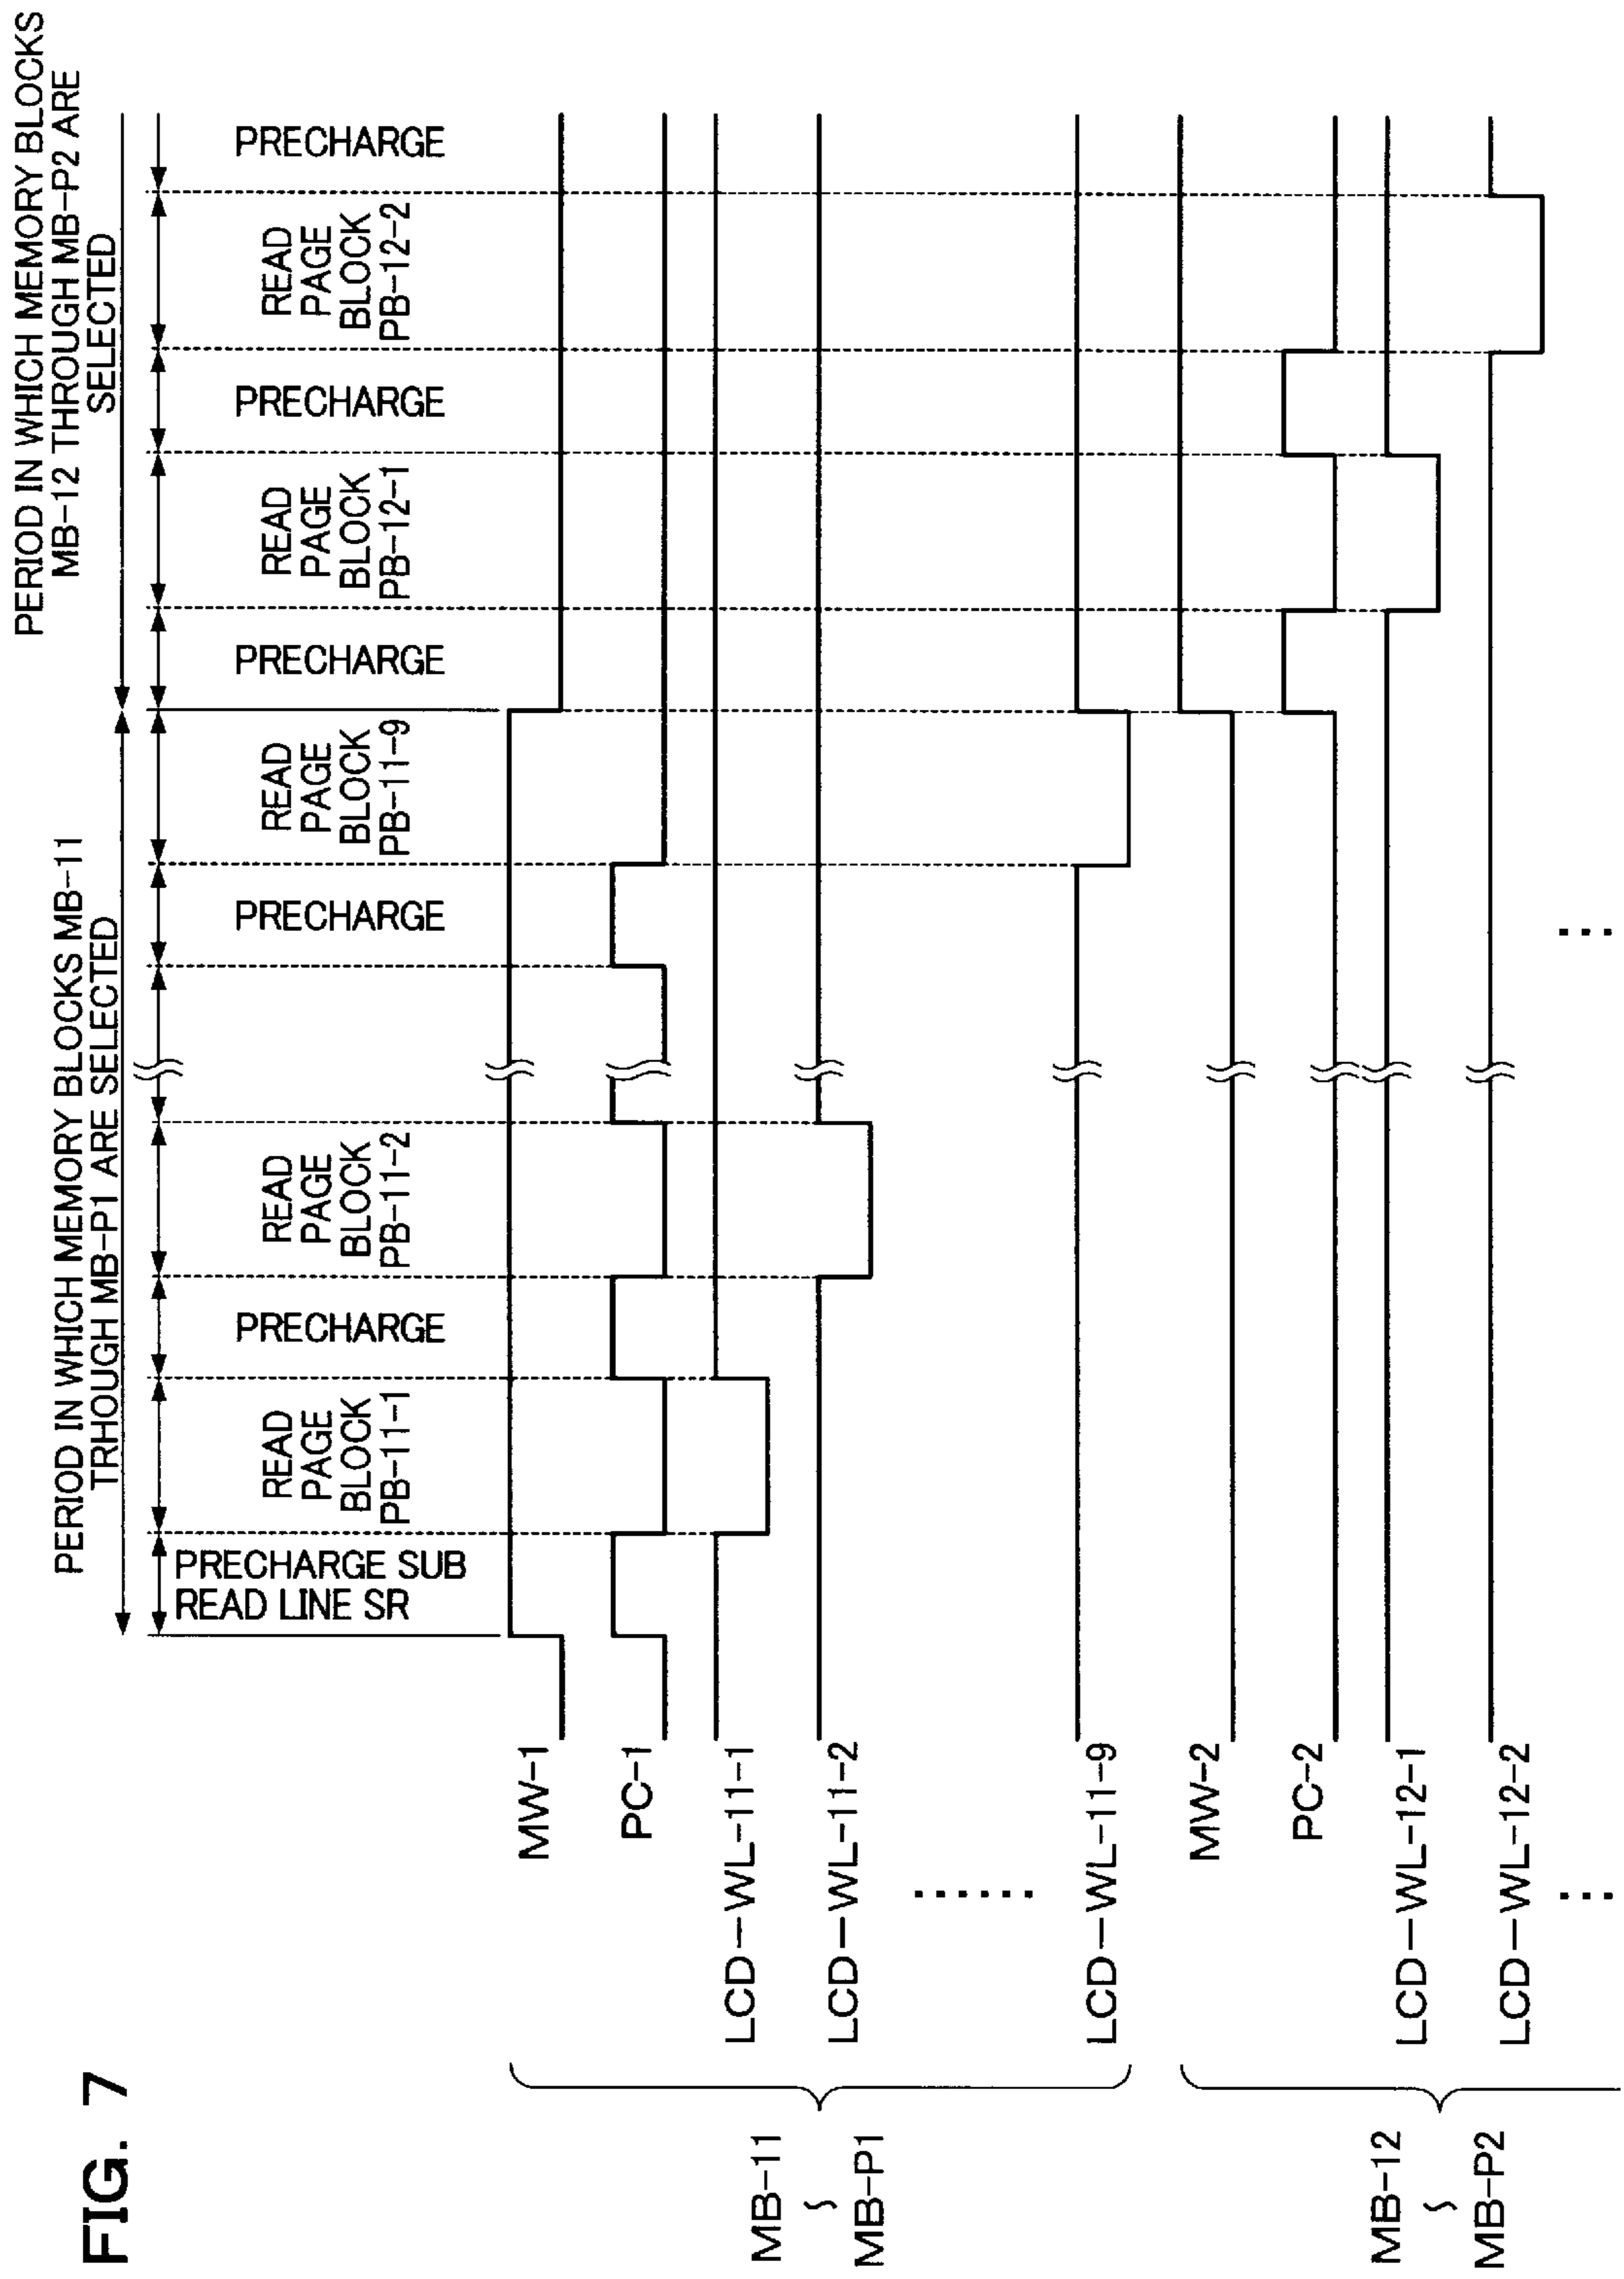 FIG. 7
PERIOD IN WHICH MEMORY BLOCKS MB-11
TRHOUGH MB-P1 ARE SELECTED
PERIOD IN WHICH MEMORY BLOCKS
MB-12 THROUGH MB-P2 ARE
SELECTED
PRECHARGE SUB
READ LINE SR
READ
PAGE
BLOCK
PB-11-1
PRECHARGE
READ
PAGE
BLOCK
PB-11-2
PRECHARGE
READ
PAGE
BLOCK
PB-11-9
PRECHARGE
READ
PAGE
BLOCK
PB-12-1
PRECHARGE
READ
PAGE
BLOCK
PB-12-2
PRECHARGE
MB-11
~
MB-P1
MW-1
PC-1
LCD-WL-11-1
LCD-WL-11-2
......
LCD-WL-11-9
MB-12
~
MB-P2
MW-2
PC-2
LCD-WL-12-1
LCD-WL-12-2
...
...